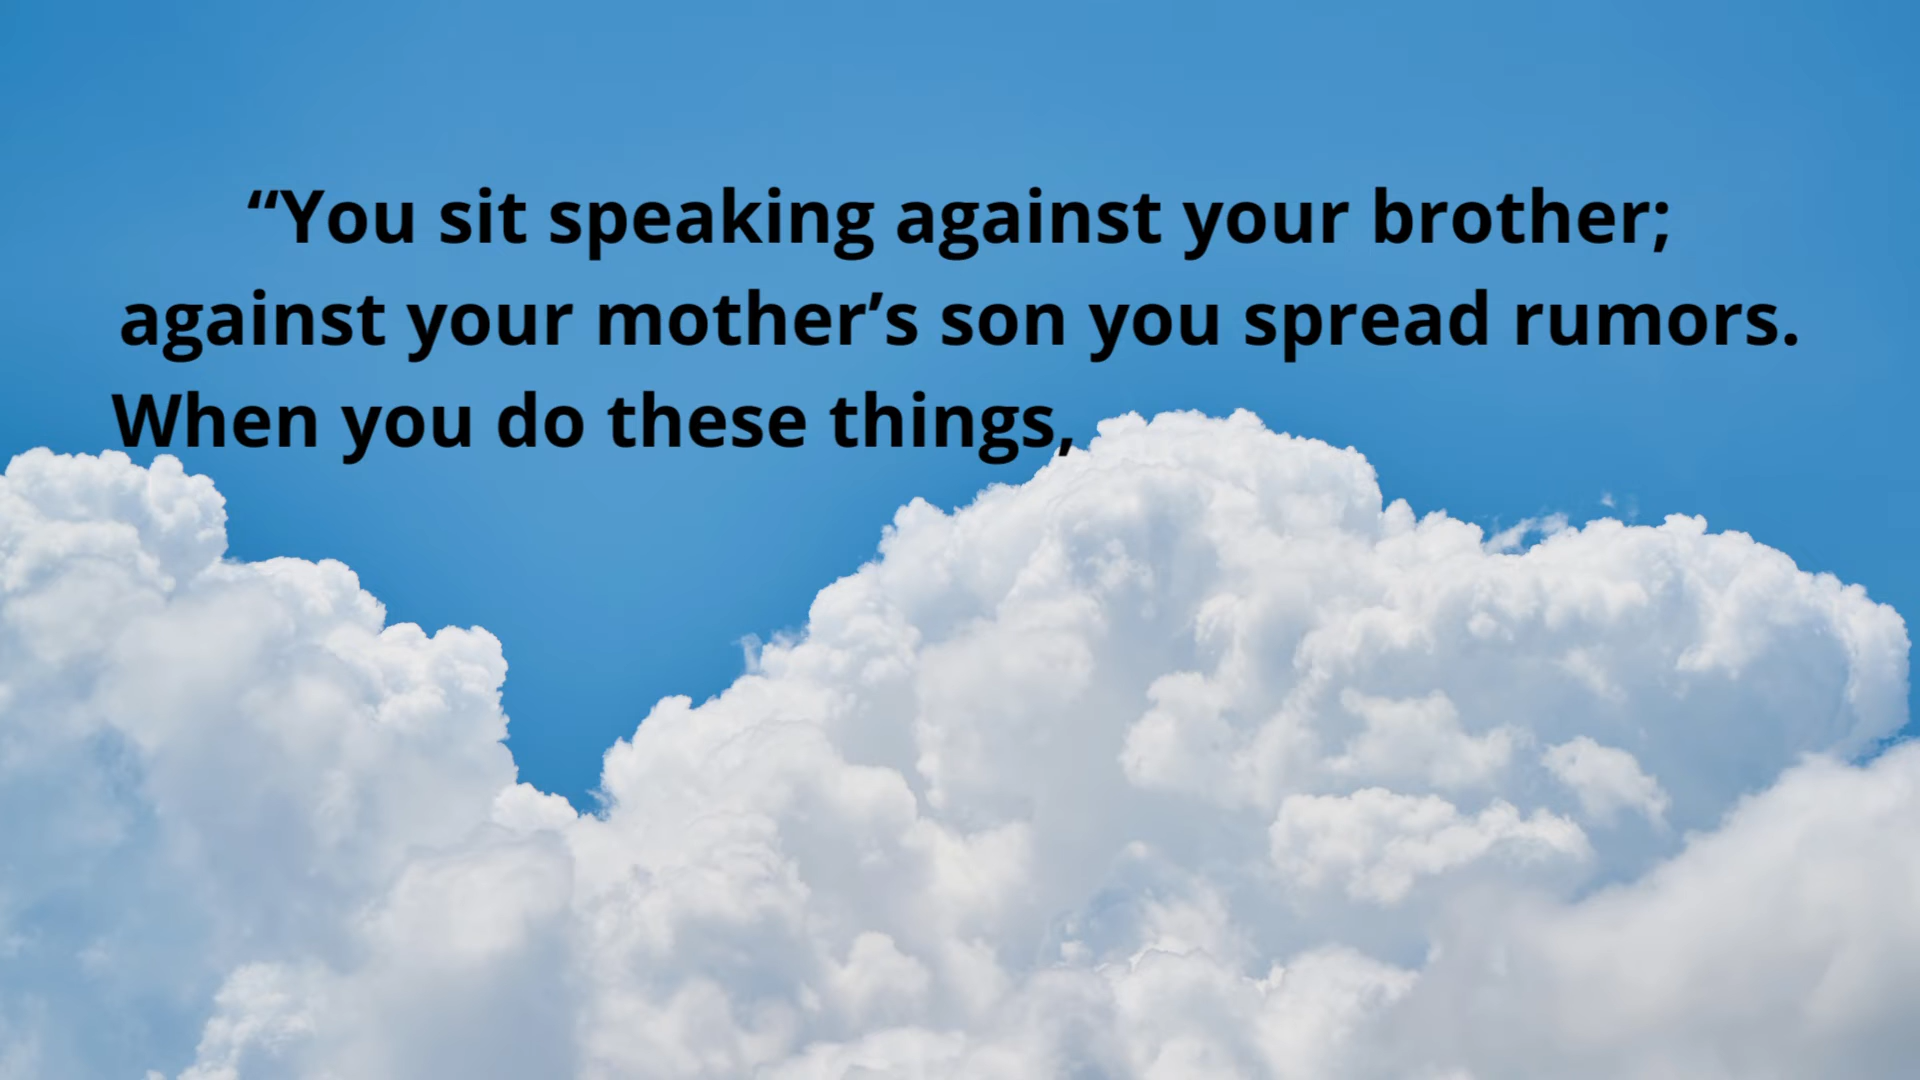 “You sit speaking against your brother;
against your mother’s son you spread rumors.
When you do these things,